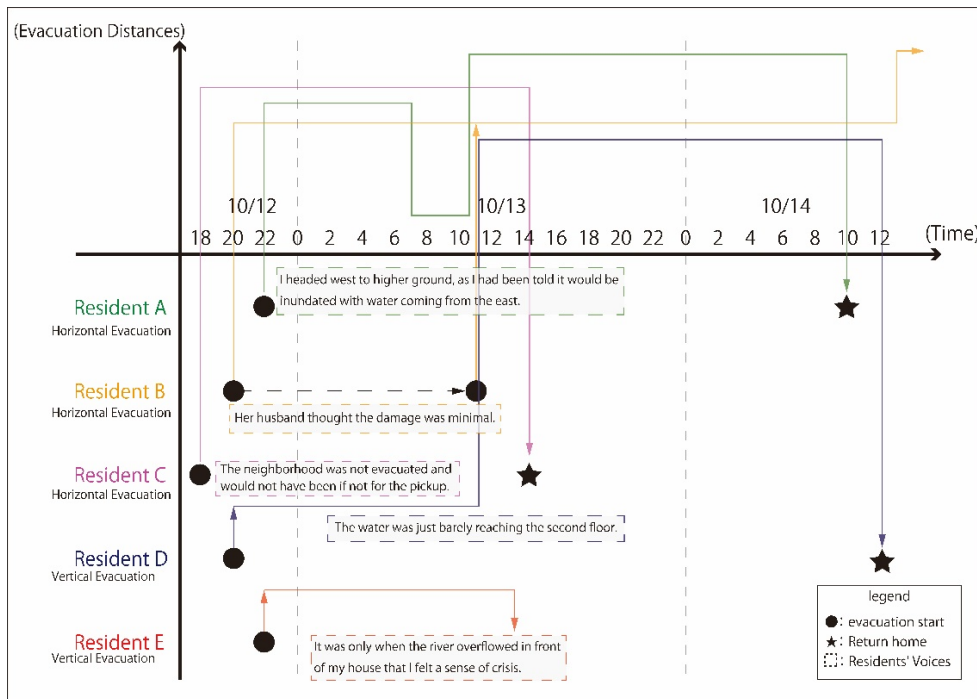 (Evacuation Distances)
10/12 10/13 10/14
18 20 22 0 2 4 6 8 10 12 14 16 18 20 22 0 2 4 6 8 10 12 (Time)
Resident A
Horizontal Evacuation
I headed west to higher ground, as I had been told it would be
inundated with water coming from the east.
Resident B
Horizontal Evacuation
Her husband thought the damage was minimal.
Resident C
Horizontal Evacuation
The neighborhood was not evacuated and
would not have been if not for the pickup.
The water was just barely reaching the second floor.
Resident D
Vertical Evacuation
Resident E
Vertical Evacuation
It was only when the river overflowed in front
of my house that I felt a sense of crisis.
legend
: evacuation start
: Return home
: Residents' Voices